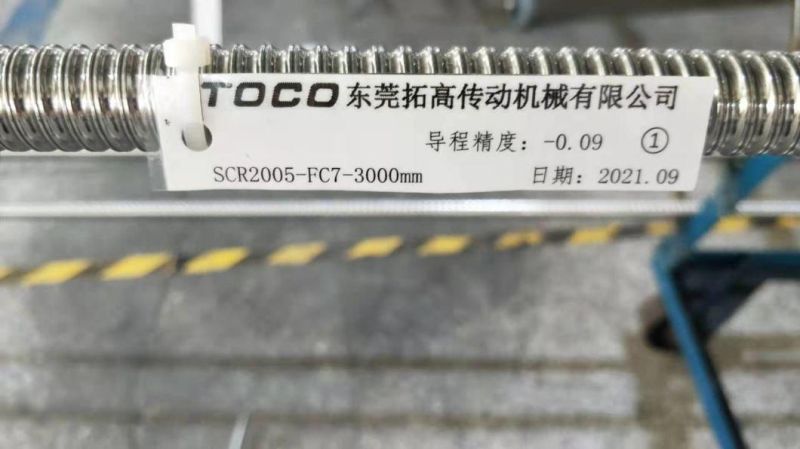 TOCO 东莞拓高传动机械有限公司
导程精度：-0.09 ①
SCR2005-FC7-3000mm 日期：2021.09